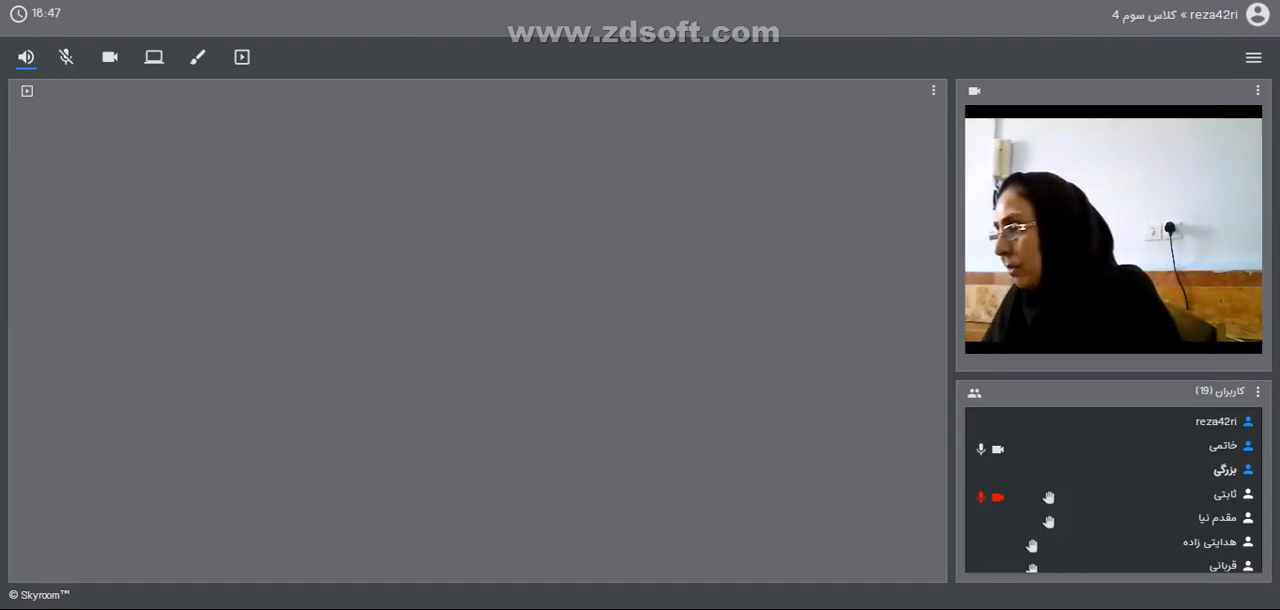 18:47
www.zdsoft.com
reza42ri » کلاس سوم 4
کاربران (19)
reza42ri
خاتمی
بزرگی
ثابتی
مقدم نیا
هدایتی زاده
قربانی
© Skyroom™